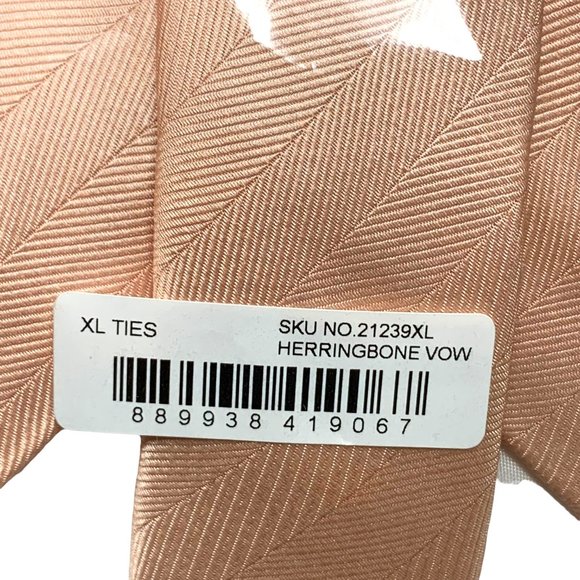 XL TIES SKU NO.21239XL
HERRINGBONE VOW
889938 419067